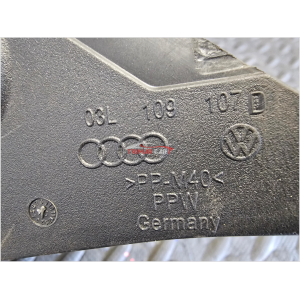 03L 109 107 D
>PP-M40<
PPW
Germany